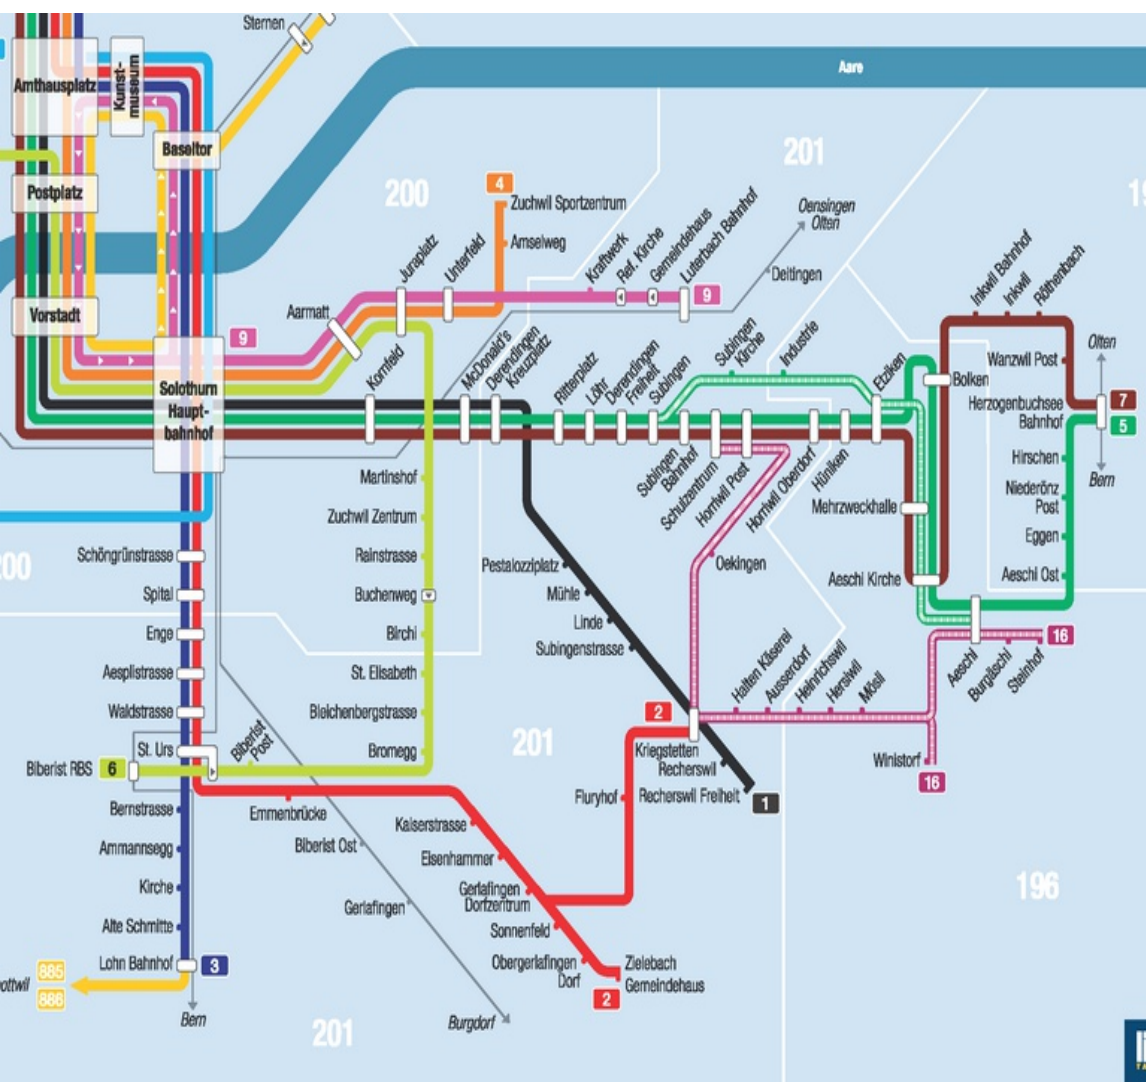 Sternen
Amthausplatz
Kunst-
museum
Aare
Baseltor
201
Postplatz
200
4
Zuchwil Sportzentrum
Amselweg
Oensingen
Olten
Deitingen
Juraplatz
Unterfeld
Kraftwerk
Ref. Kirche
Gemeindehaus
Luterbach Bahnhof
9
Aarmatt
Vorstadt
9
Solothurn
Haupt-
bahnhof
Kornfeld
McDonald's
Derendingen
Kreuzplatz
Ritterplatz
Löhr
Derendingen
Freiheit
Subingen
Subingen
Kirche
Industrie
Etziken
Bolken
Inkwil Bahnhof
Inkwil
Röthenbach
Wanzwil Post
Olten
Herzogenbuchsee
Bahnhof
7
5
Bern
Hirschen
Niederönz
Post
Eggen
Aeschi Ost
Subingen
Bahnhof
Schulzentrum
Horriwil Post
Horriwil Oberdorf
Hüniken
Mehrzweckhalle
Aeschi Kirche
Oekingen
Martinshof
Zuchwil Zentrum
Rainstrasse
Buchenweg
Birchi
St. Elisabeth
Bleichenbergstrasse
Bromegg
Schöngrünstrasse
Spital
Enge
Aesplistrasse
Waldstrasse
St. Urs
Biberist
Post
Biberist RBS
6
Pestalozziplatz
Mühle
Linde
Subingenstrasse
Halten Käserei
Ausserdorf
Heinrichswil
Hersiwil
Mösli
Aeschi
Burgäschi
Steinhof
16
Winistorf
16
2
Kriegstetten
Recherswil
Recherswil Freiheit
1
201
Fluryhof
Bernstrasse
Ammannsegg
Kirche
Alte Schmitte
Lohn Bahnhof
3
885
886
Bern
Emmenbrücke
Biberist Ost
Gerlafingen
Burgdorf
201
Kaiserstrasse
Eisenhammer
Gerlafingen
Dorfzentrum
Sonnenfeld
Obergerlafingen
Dorf
Zielebach
Gemeindehaus
2
196